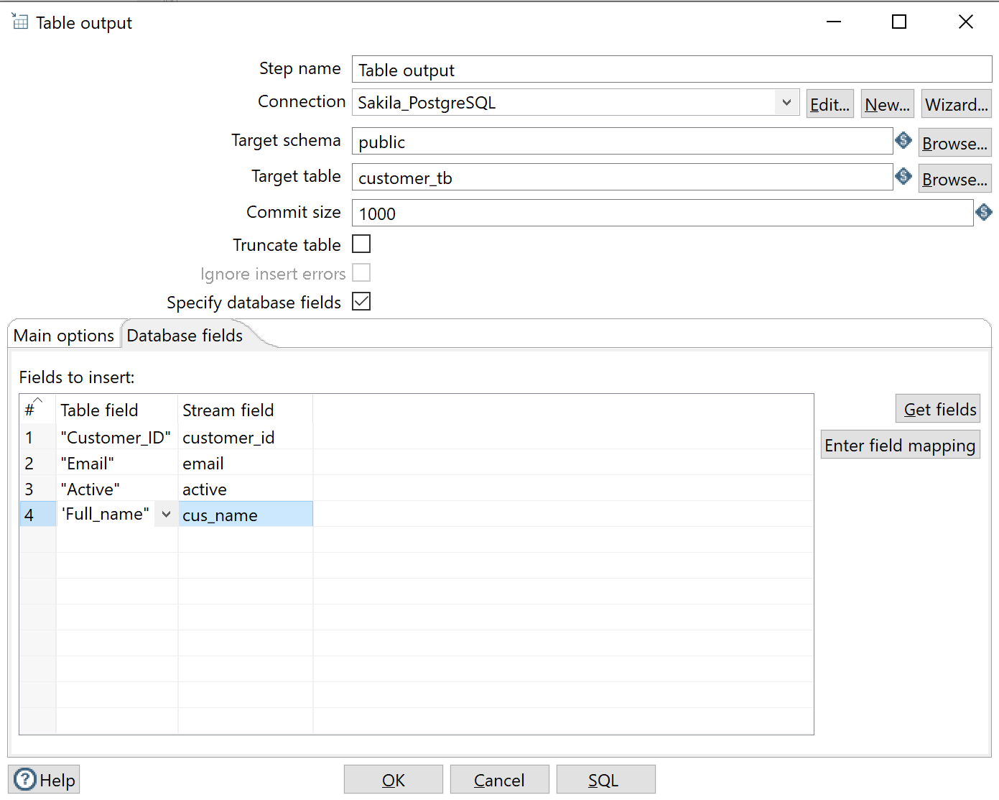 Table output
Step name Table output
Connection Sakila_PostgreSQL Edit... New... Wizard...
Target schema public Browse...
Target table customer_tb Browse...
Commit size 1000
Truncate table
Ignore insert errors
Specify database fields
Main options Database fields
Fields to insert:
# Table field Stream field Get fields
1 "Customer_ID" customer_id
Enter field mapping
2 "Email" email
3 "Active" active
4 'Full_name" cus_name
Help OK Cancel SQL